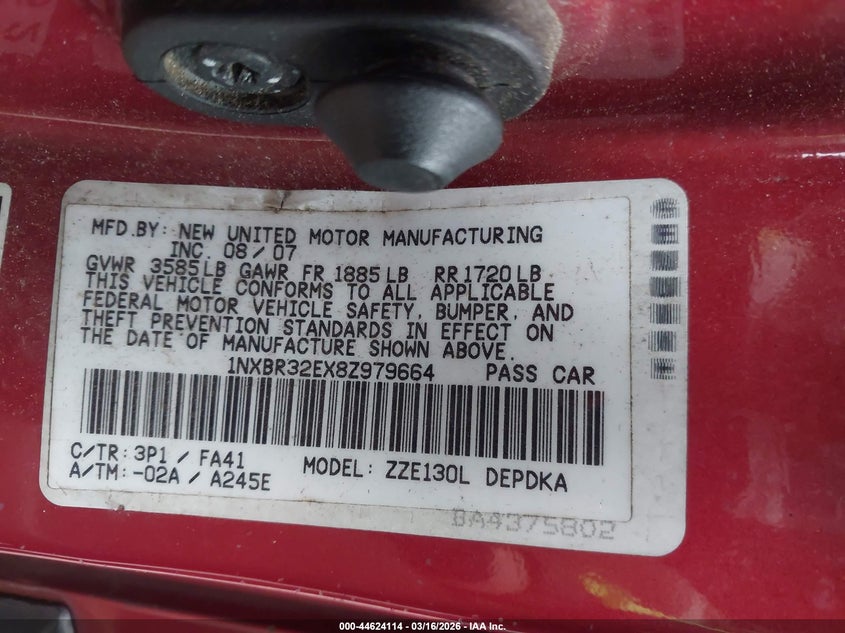 MFD.BY: NEW UNITED MOTOR MANUFACTURING
INC. 08/07
GVWR 3585LB GAWR FR 1885LB RR1720LB
THIS VEHICLE CONFORMS TO ALL APPLICABLE
FEDERAL MOTOR VEHICLE SAFETY, BUMPER, AND
THEFT PREVENTION STANDARDS IN EFFECT ON
THE DATE OF MANUFACTURE SHOWN ABOVE.
1NXBR32EX8Z979664 PASS CAR
C/TR: 3P1 / FA41
A/TM: -02A / A245E
MODEL: ZZE130L DEPDKA
BA4375802
000-44624114 - 03/16/2026 - IAAI, Inc.